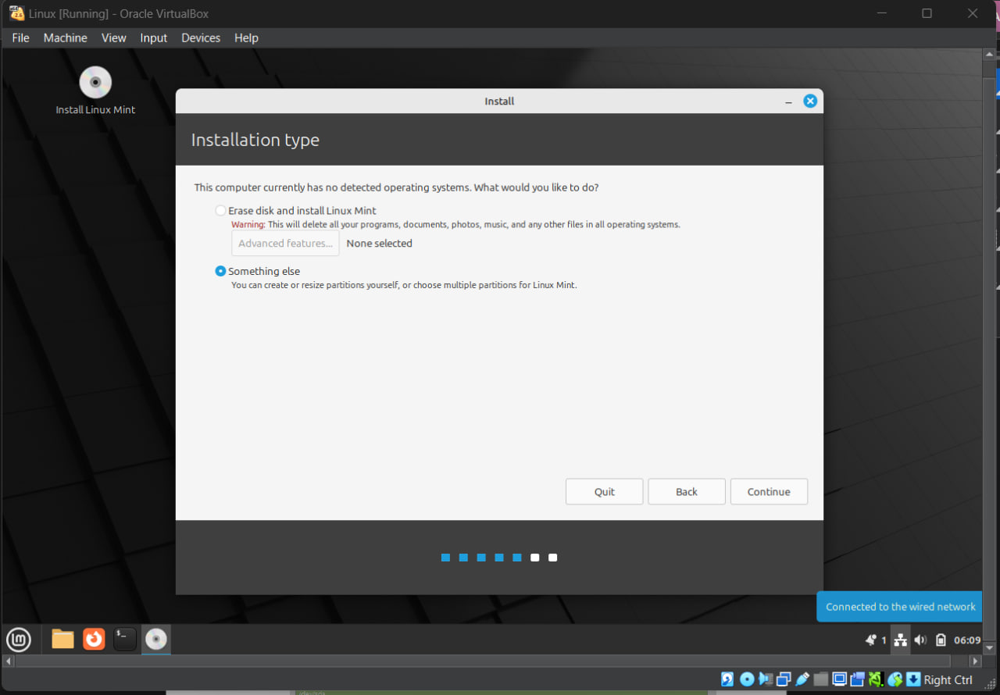 Linux [Running] - Oracle VirtualBox
File Machine View Input Devices Help
Install Linux Mint
Install
Installation type
This computer currently has no detected operating systems. What would you like to do?
Erase disk and install Linux Mint
Warning: This will delete all your programs, documents, photos, music, and any other files in all operating systems.
Advanced features... None selected
Something else
You can create or resize partitions yourself, or choose multiple partitions for Linux Mint.
Quit Back Continue
Connected to the wired network
1 06:09
Right Ctrl